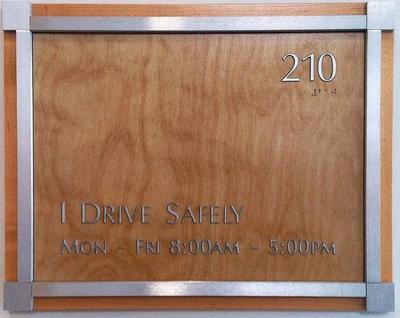 210
I DRIVE SAFELY
MON - FRI 8:00AM - 5:00PM